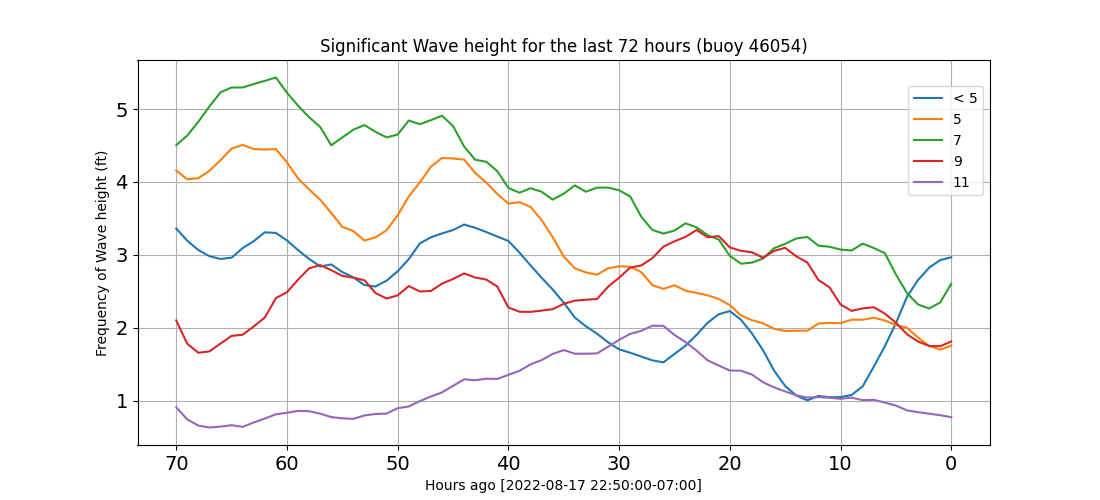 Significant Wave height for the last 72 hours (buoy 46054)
Frequency of Wave height (ft)
5
4
3
2
1
< 5
5
7
9
11
70 60 50 40 30 20 10 0
Hours ago [2022-08-17 22:50:00-07:00]